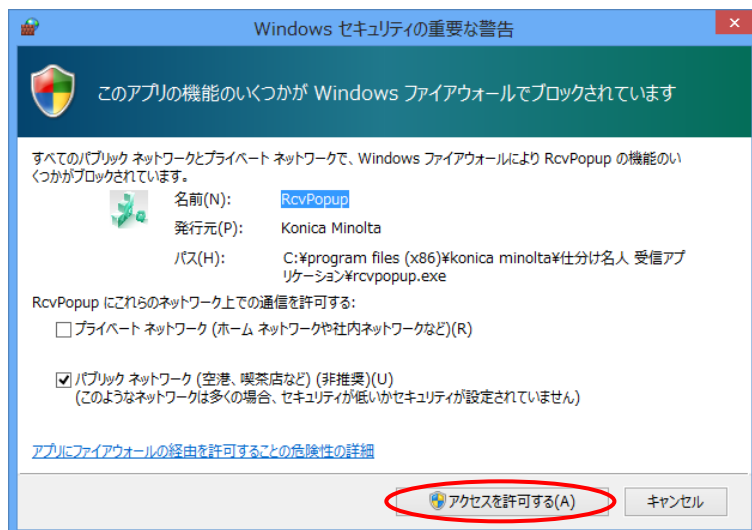 Windows セキュリティの重要な警告
このアプリの機能のいくつかが Windows ファイアウォールでブロックされています
すべてのパブリック ネットワークとプライベート ネットワークで、Windows ファイアウォールにより RcvPopup の機能のい
くつかがブロックされています。
名前(N): RcvPopup
発行元(P): Konica Minolta
パス(H): C:¥program files (x86)¥konica minolta¥仕分け名人 受信アプ
リケーション¥rcvpopup.exe
RcvPopup にこれらのネットワーク上での通信を許可する:
プライベート ネットワーク (ホーム ネットワークや社内ネットワークなど)(R)
パブリック ネットワーク (空港、喫茶店など) (非推奨)(U)
(このようなネットワークは多くの場合、セキュリティが低いかセキュリティが設定されていません)
アプリにファイアウォールの経由を許可することの危険性の詳細
アクセスを許可する(A) キャンセル